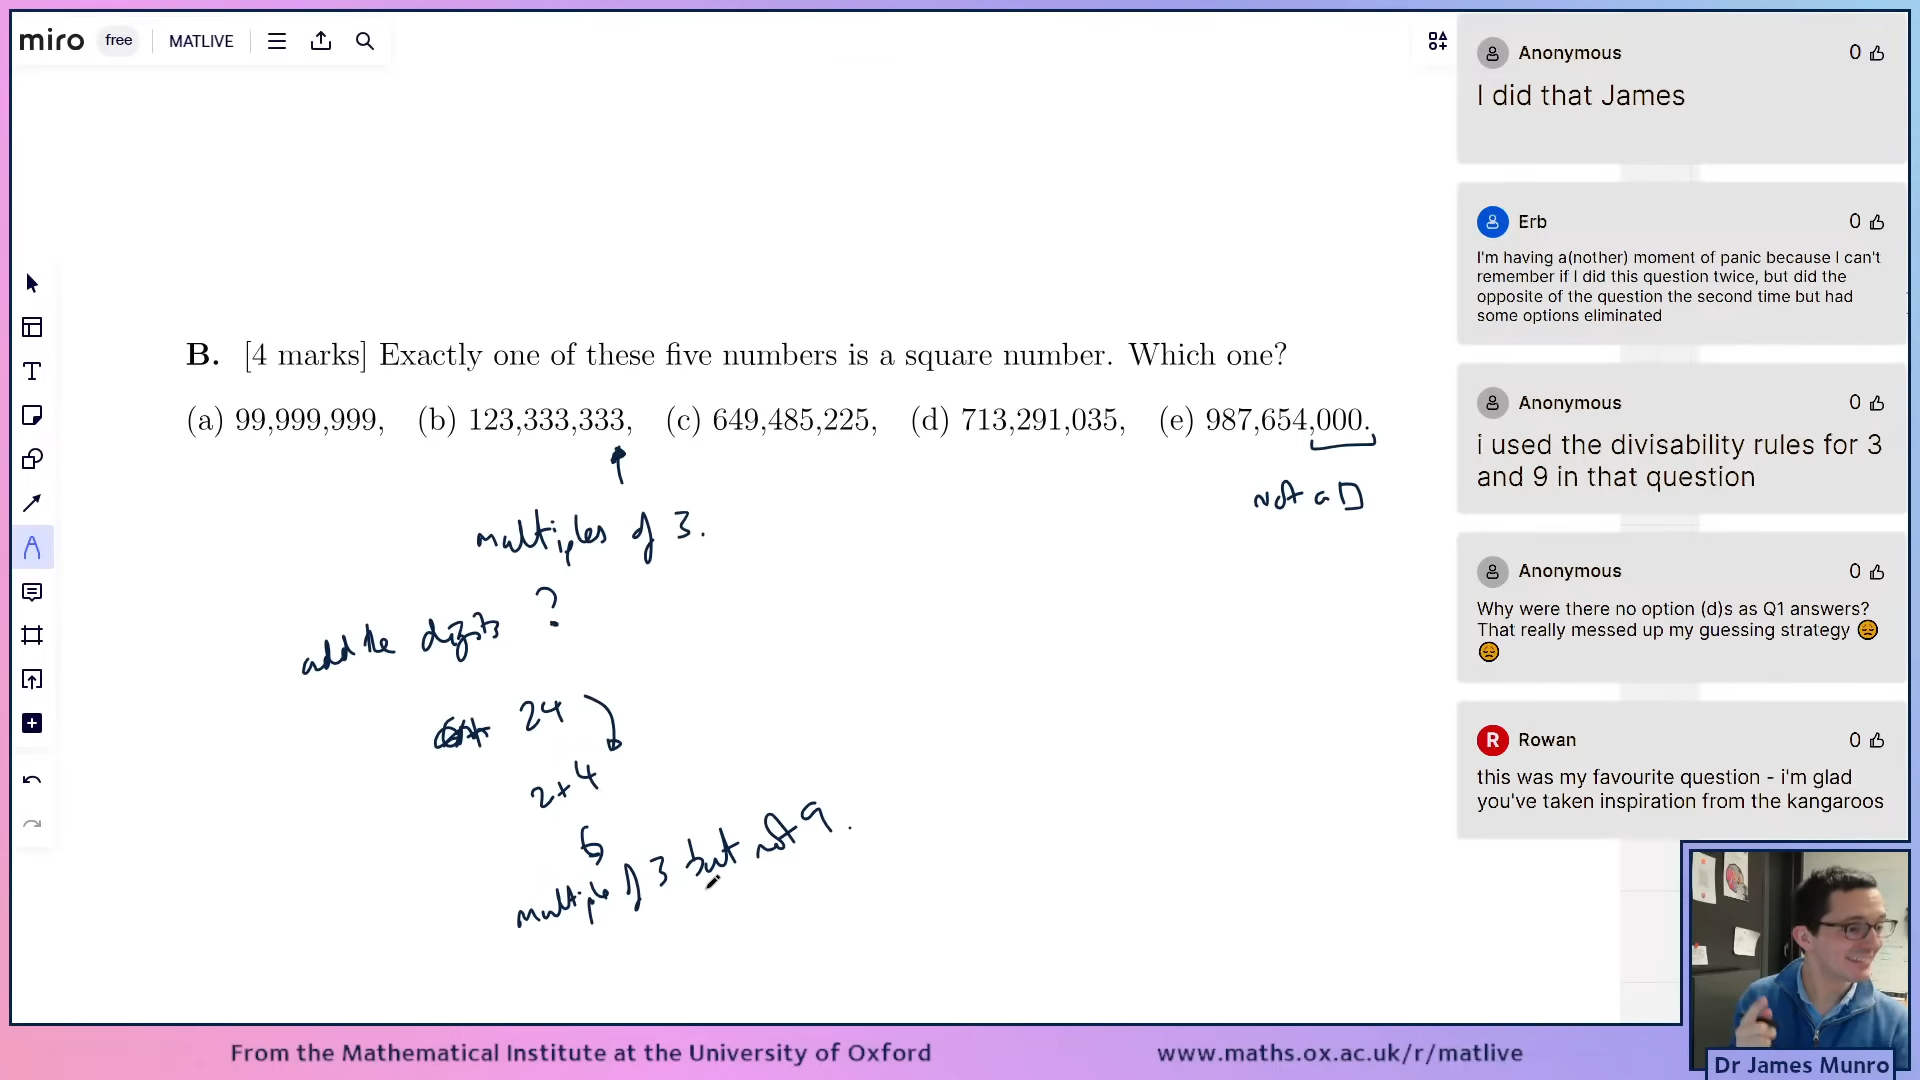 miro free MATLIVE
B. [4 marks] Exactly one of these five numbers is a square number. Which one?
(a) 99,999,999, (b) 123,333,333, (c) 649,485,225, (d) 713,291,035, (e) 987,654,000.
not a □
multiples of 3.
?
add the digits
24
2+4
6
multiple of 3 but not 9.
Anonymous 0
I did that James
Erb 0
I'm having a(nother) moment of panic because I can't
remember if I did this question twice, but did the
opposite of the question the second time but had
some options eliminated
Anonymous 0
i used the divisability rules for 3
and 9 in that question
Anonymous 0
Why were there no option (d)s as Q1 answers?
That really messed up my guessing strategy 😔
😔
R Rowan 0
this was my favourite question - i'm glad
you've taken inspiration from the kangaroos
From the Mathematical Institute at the University of Oxford
www.maths.ox.ac.uk/r/matlive
Dr James Munro